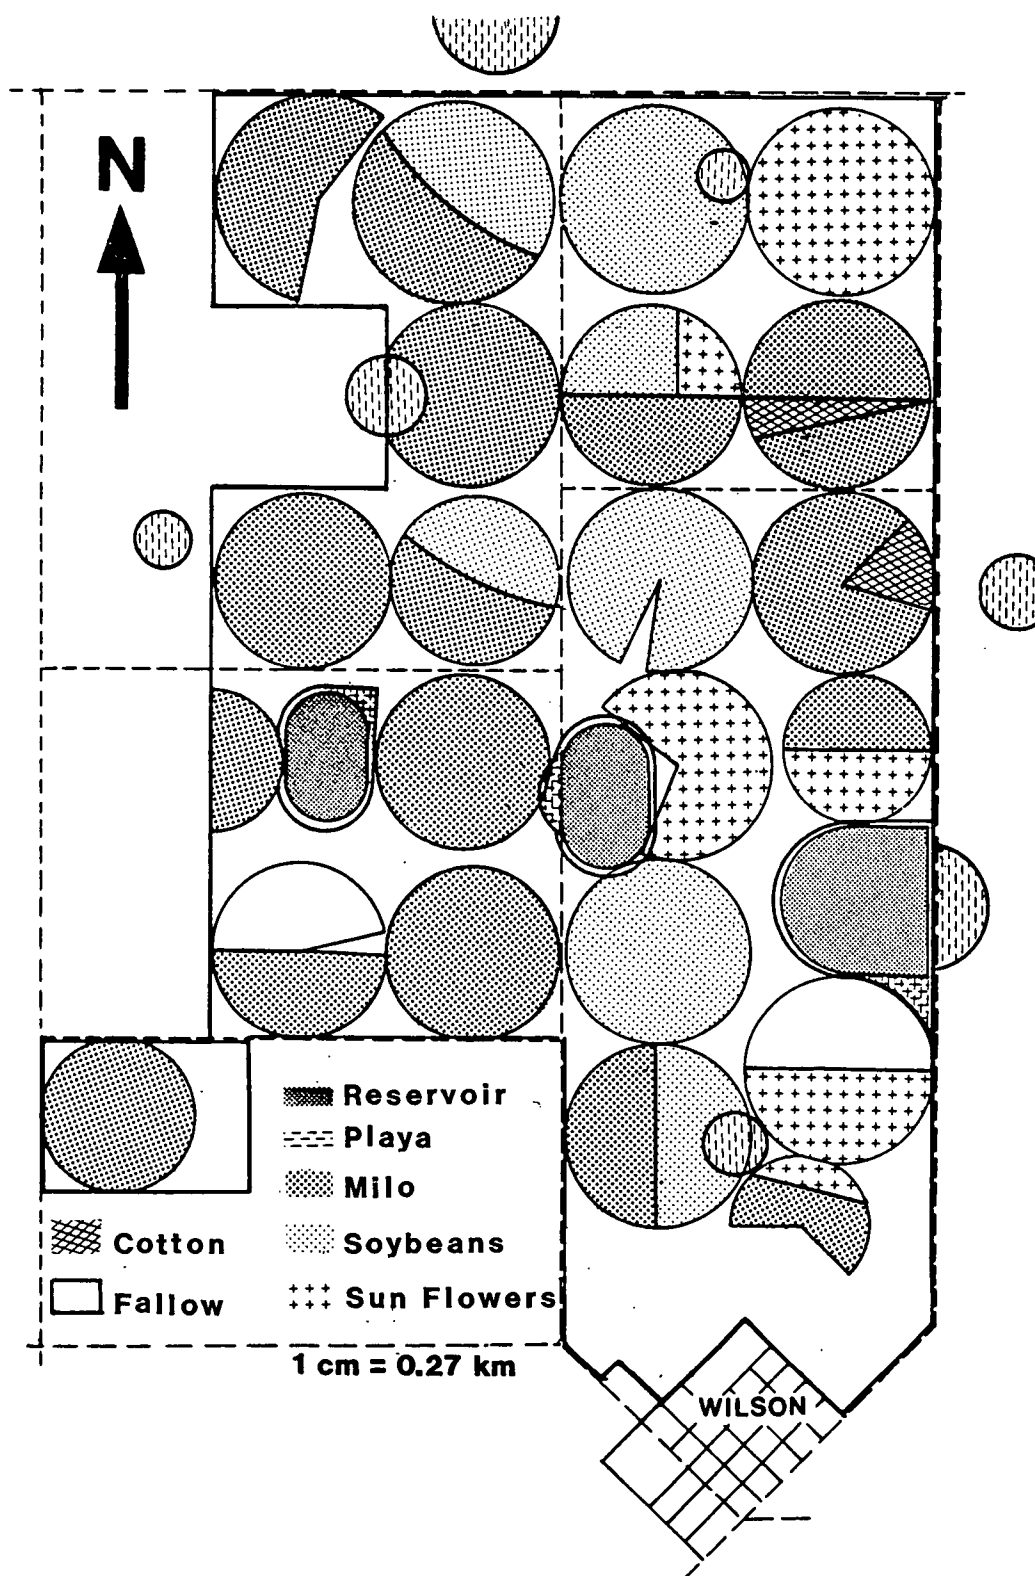 N
Reservoir
Playa
Milo
Cotton
Soybeans
Fallow
Sun Flowers
1 cm = 0.27 km
WILSON